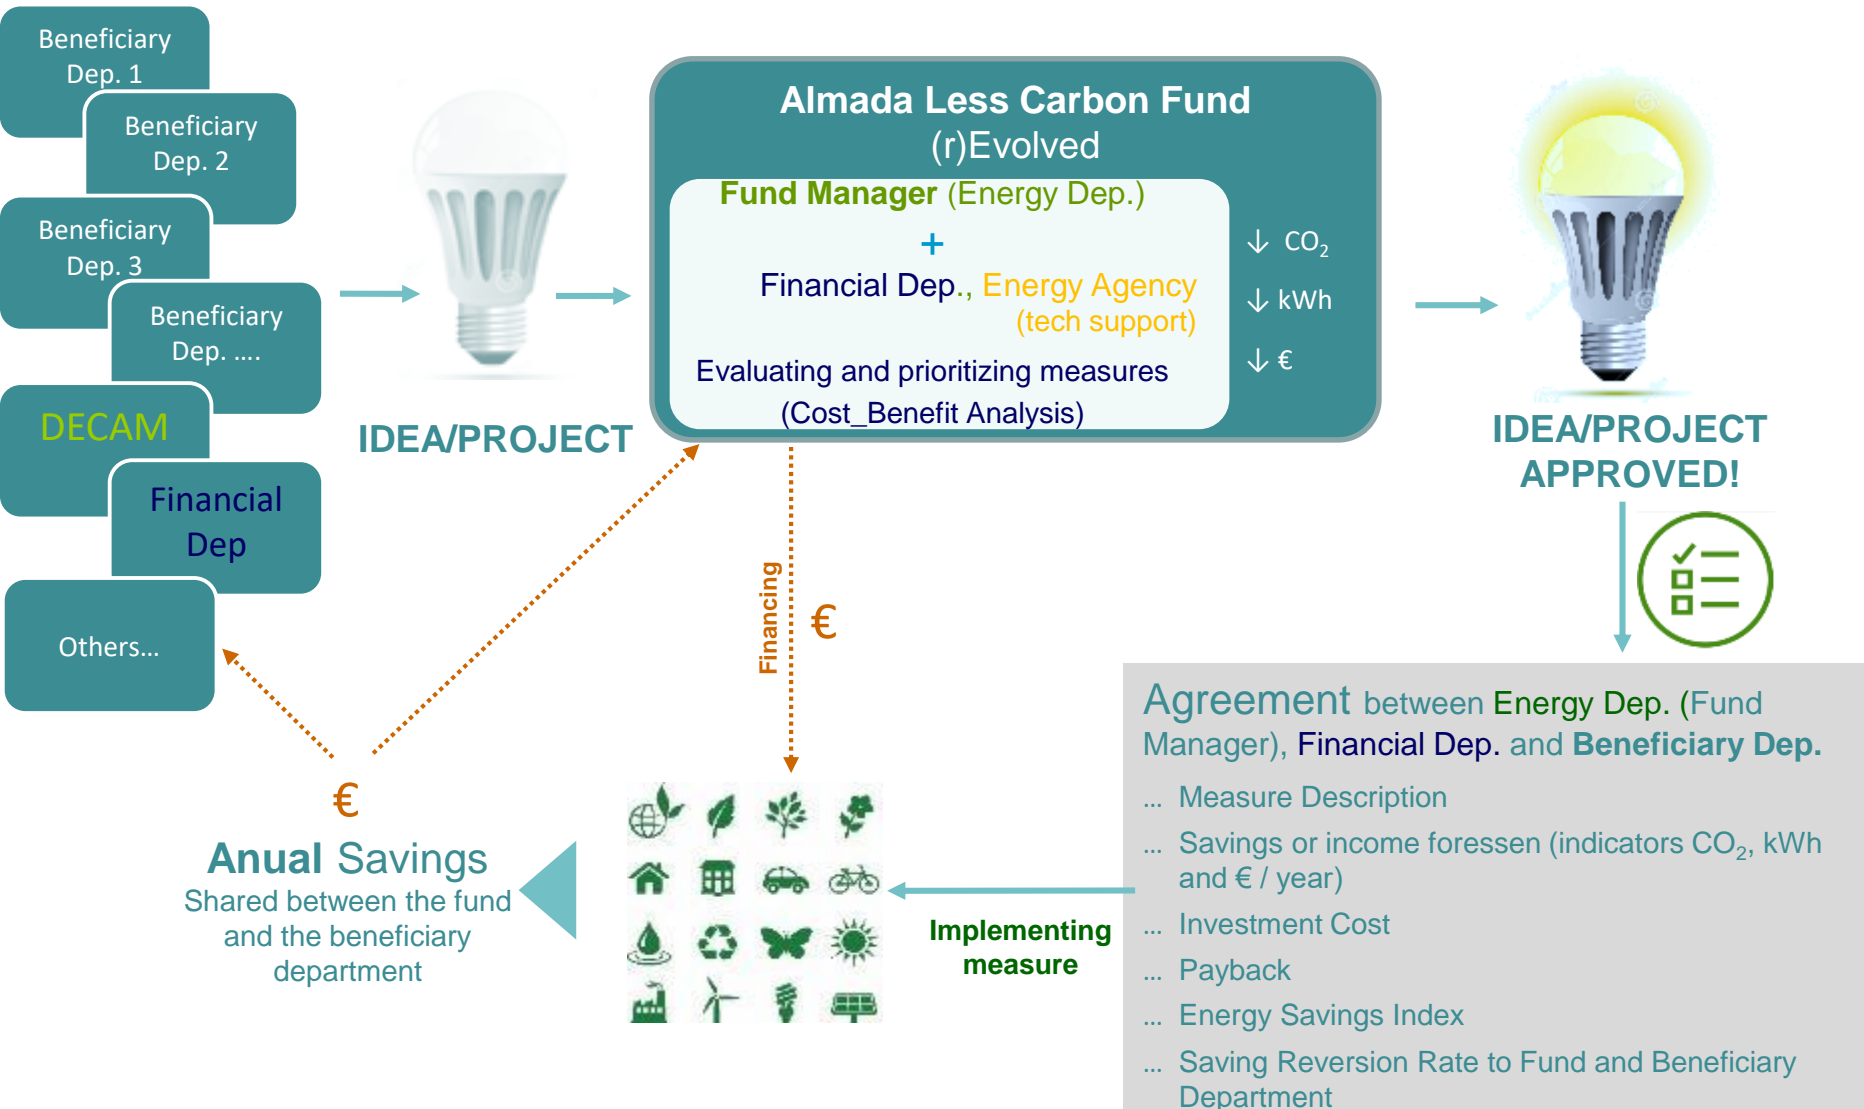 Beneficiary
Dep. 1
Beneficiary
Dep. 2
Beneficiary
Dep. 3
Beneficiary
Dep. ....
DECAM
Financial
Dep
Others...
IDEA/PROJECT
Almada Less Carbon Fund
(r)Evolved
Fund Manager (Energy Dep.)
+
Financial Dep., Energy Agency
(tech support)
Evaluating and prioritizing measures
(Cost_Benefit Analysis)
↓ CO₂
↓ kWh
↓ €
IDEA/PROJECT
APPROVED!
Financing
€
Agreement between Energy Dep. (Fund
Manager), Financial Dep. and Beneficiary Dep.
... Measure Description
... Savings or income foressen (indicators CO₂, kWh
and € / year)
... Investment Cost
... Payback
... Energy Savings Index
... Saving Reversion Rate to Fund and Beneficiary
Department
Implementing
measure
€
Anual Savings
Shared between the fund
and the beneficiary
department